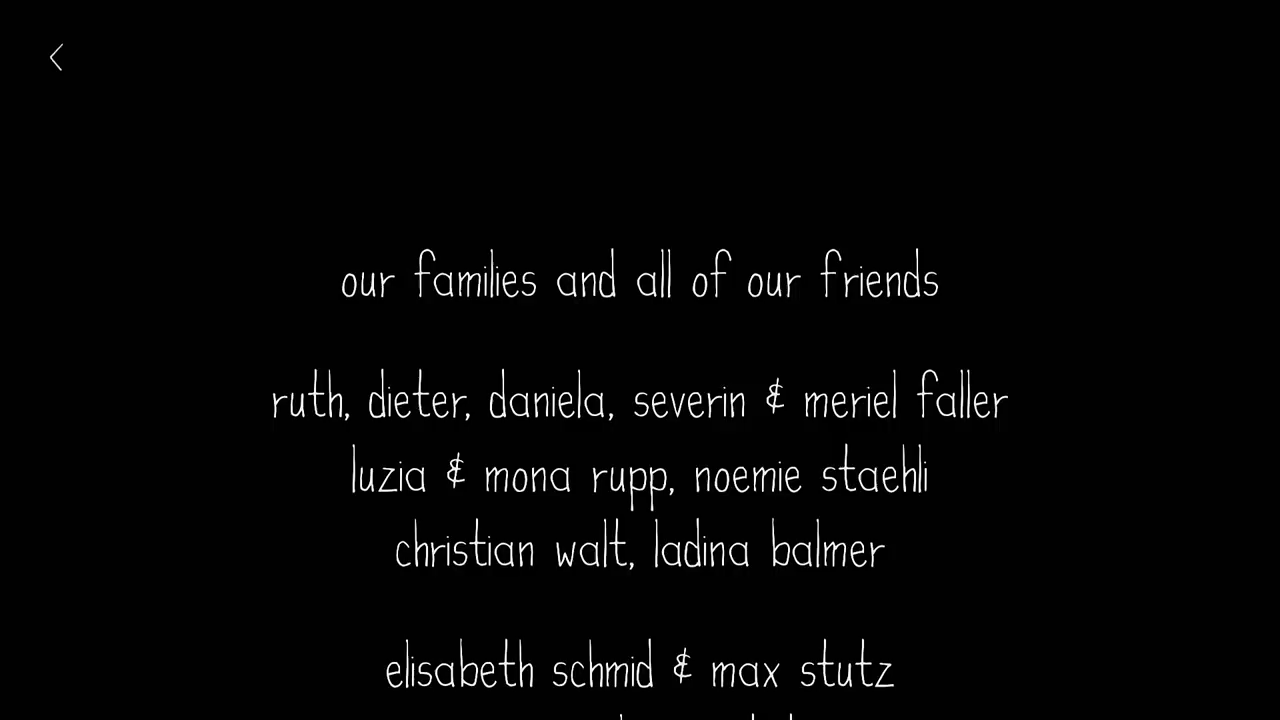 our families and all of our friends
ruth, dieter, daniela, severin & meriel faller
luzia & mona rupp, noemie staehli
christian walt, ladina balmer
elisabeth schmid & max stutz